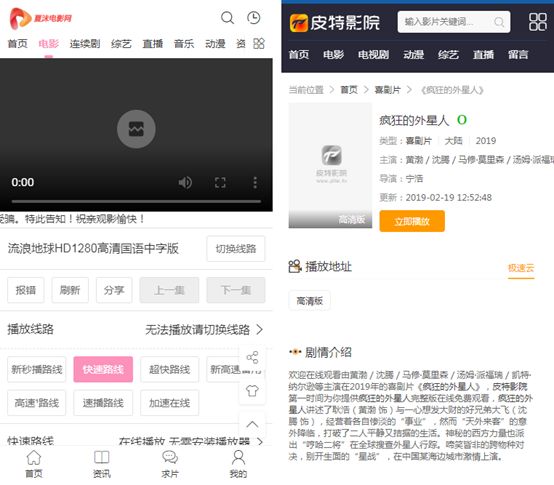 夏沫电影网
首页 电影 连续剧 综艺 直播 音乐 动漫
0:00
受骗。特此告知！祝亲观影愉快！
流浪地球HD1280高清国语中字版
切换线路
报错 刷新 分享 上一集 下一集
播放线路 无法播放请切换线路
新秒播路线 快速路线 超快路线
高速¹路线 速播路线 加速在线
快速路线 在线播放 无需安装播放器
首页 资讯 求片 我的
皮特影院
输入影片关键词...
首页 电影 电视剧 动漫 综艺 直播 留言
当前位置 > 首页 > 喜剧片 > 《疯狂的外星人》
疯狂的外星人 0
类型：喜剧片 大陆 2019
主演：黄渤 / 沈腾 / 马修·莫里森 / 汤姆·派福瑞
导演：宁浩
更新：2019-02-19 12:52:48
皮特影院
高清版
立即播放
播放地址 极速云
高清版
剧情介绍
欢迎在线观看由黄渤 / 沈腾 / 马修·莫里森 / 汤姆·派福瑞 / 凯特·
纳尔逊等主演在2019年的喜剧片《疯狂的外星人》，皮特影院
第一时间为你提供疯狂的外星人完整版在线免费观看，疯狂的外
星人讲述了耿浩（黄渤 饰）与一心想发大财的好兄弟大飞（沈
腾 饰），经营着各自惨淡的“事业”，然而“天外来客”的意
外降临，打破了二人平静又拮据的生活。神秘的西方力量也派
出“哼哈二将”在全球搜查外星人行踪。啼笑皆非的跨物种对
决，别开生面的“星战”，在中国某海边城市激情上演。